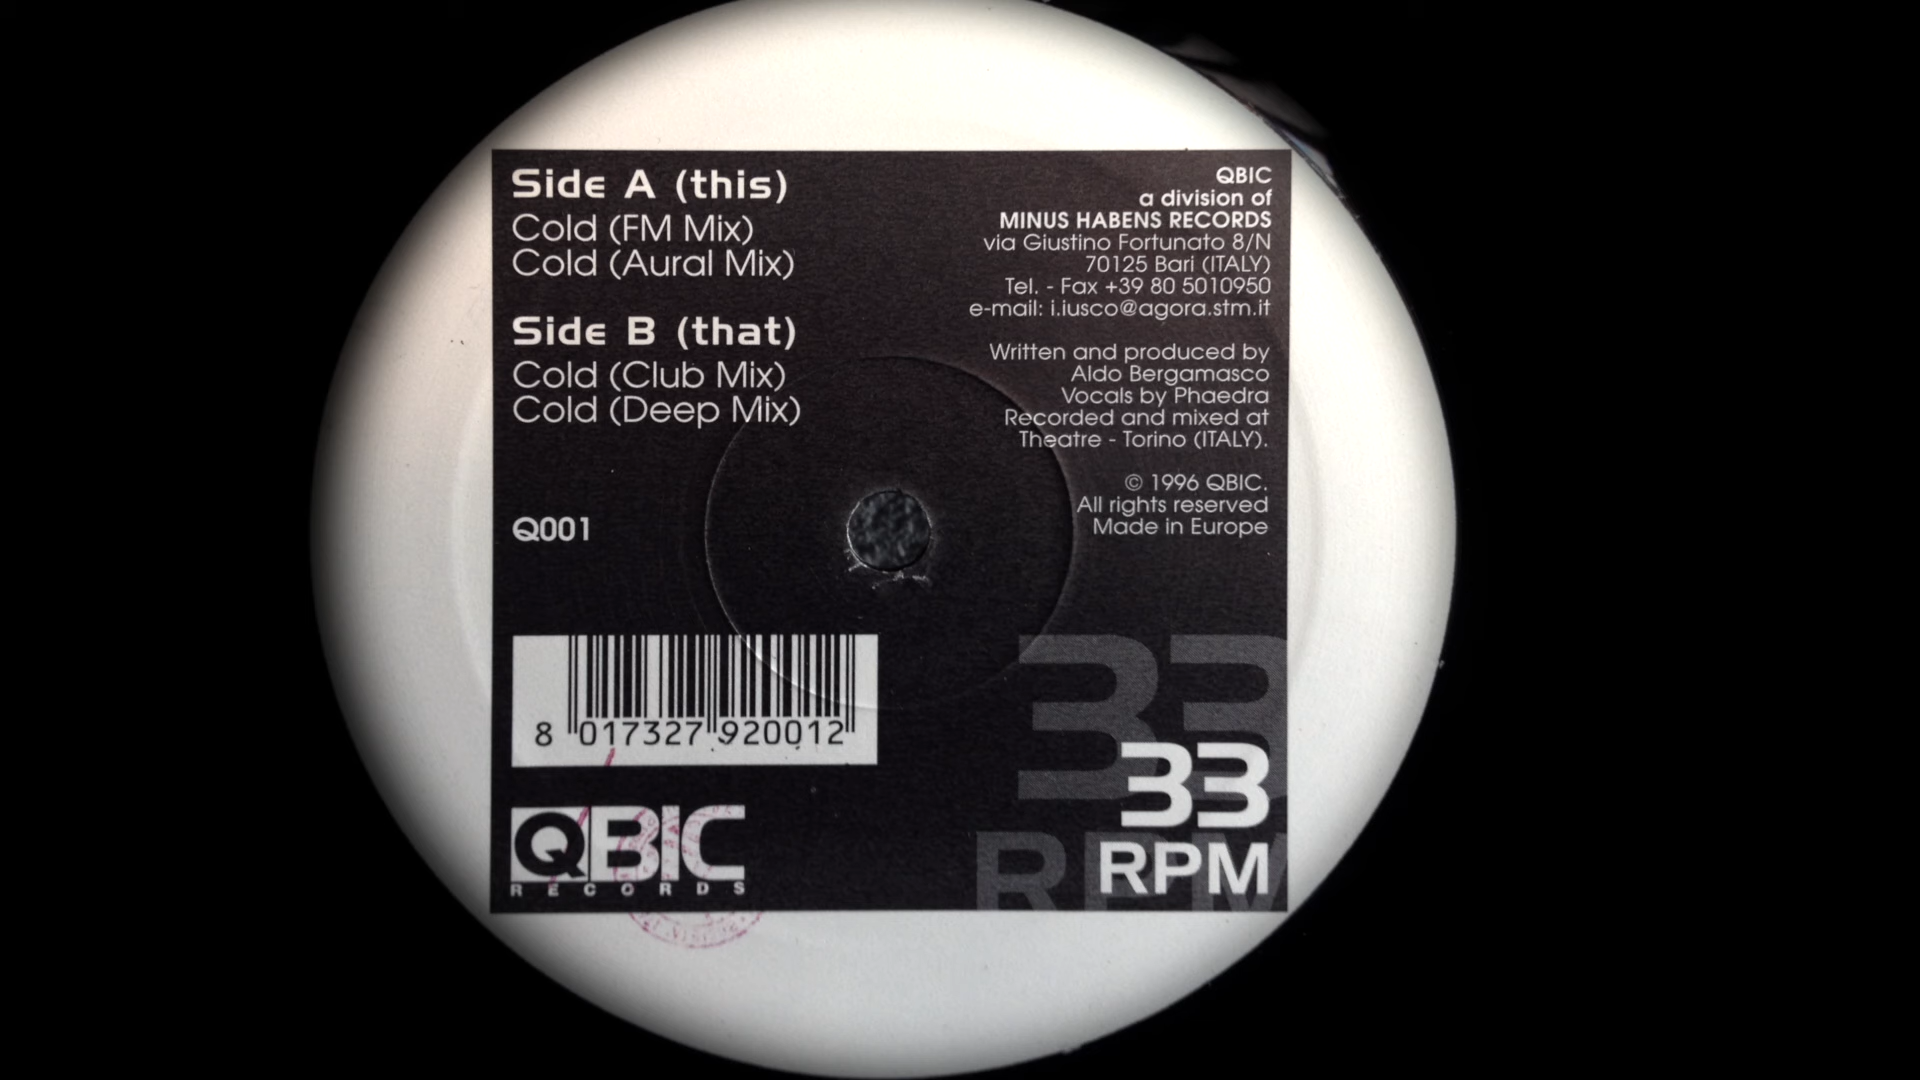 Side A (this)
Cold (FM Mix)
Cold (Aural Mix)
Side B (that)
Cold (Club Mix)
Cold (Deep Mix)
Q001
8 017327 920012
QBIC
RECORDS
QBIC
a division of
MINUS HABENS RECORDS
via Giustino Fortunato 8/N
70125 Bari (ITALY)
Tel. - Fax +39 80 5010950
e-mail: i.iusco@agora.stm.it
Written and produced by
Aldo Bergamasco
Vocals by Phaedra
Recorded and mixed at
Theatre - Torino (ITALY).
© 1996 QBIC.
All rights reserved
Made in Europe
33
RPM
33
RPM